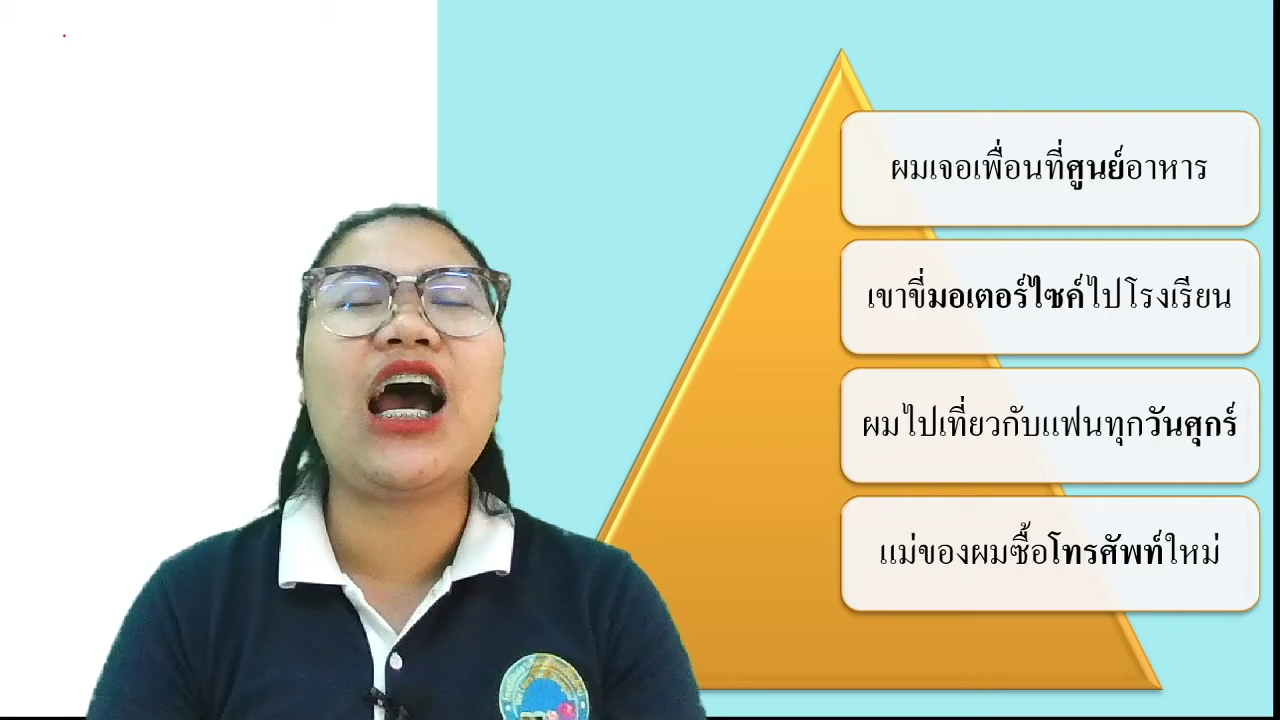 ผมเจอเพื่อนที่ศูนย์อาหาร
เขาขี่มอเตอร์ไซค์ไปโรงเรียน
ผมไปเที่ยวกับแฟนทุกวันศุกร์
แม่ของผมซื้อโทรศัพท์ใหม่